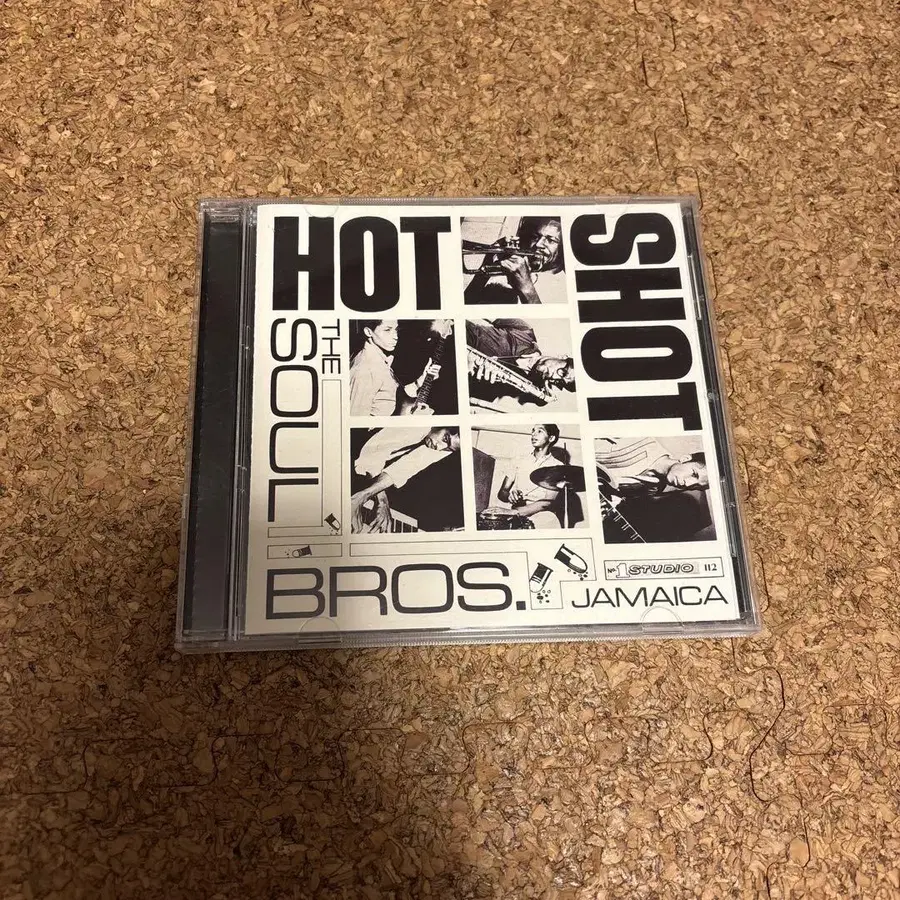 HOT
SHOT
THE
SOUL
BROS.
No. 1 STUDIO 112
JAMAICA